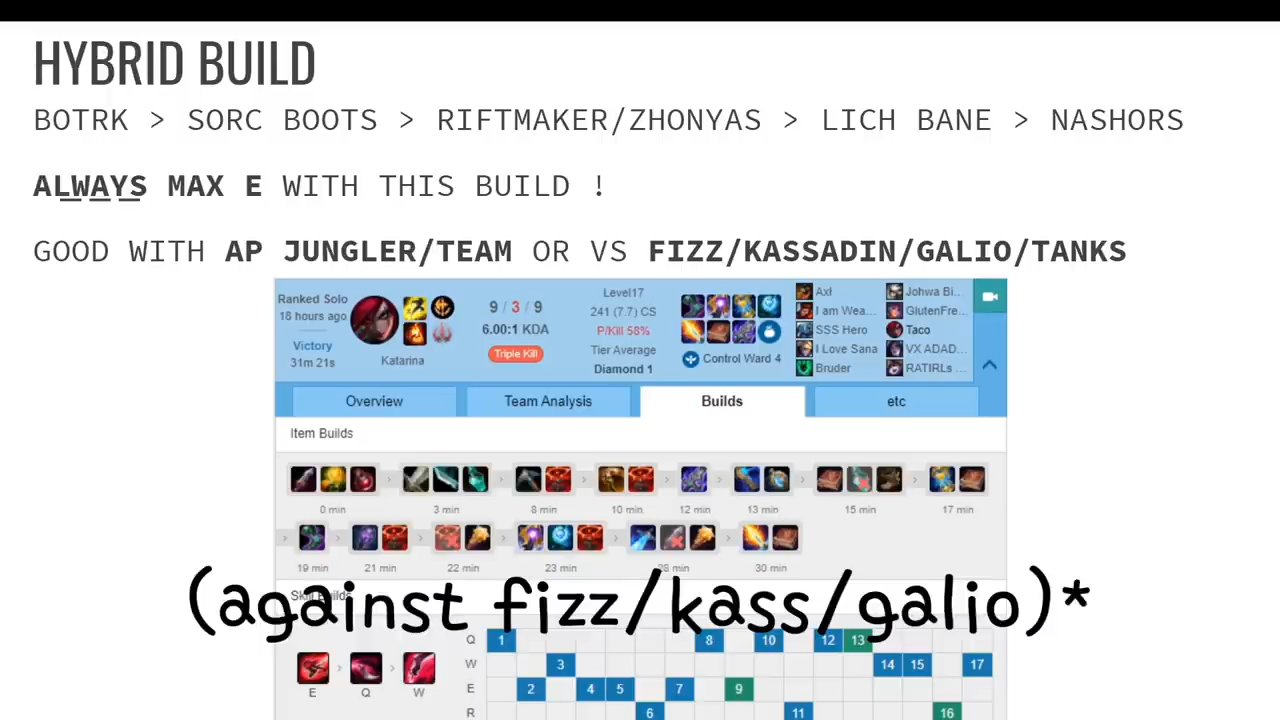 HYBRID BUILD
BOTRK > SORC BOOTS > RIFTMAKER/ZHONYAS > LICH BANE > NASHORS
ALWAYS MAX E WITH THIS BUILD !
GOOD WITH AP JUNGLER/TEAM OR VS FIZZ/KASSADIN/GALIO/TANKS
Ranked Solo
18 hours ago
Victory
31m 21s
Katarina
9 / 3 / 9
6.00:1 KDA
Triple Kill
Level17
241 (7.7) CS
P/Kill 58%
Tier Average
Diamond 1
Control Ward 4
Axl
I am Wea...
SSS Hero
I Love Sana
Bruder
Johwa Bi...
GlutenFre...
Taco
VX ADAD...
RATIRLs ...
Overview Team Analysis Builds etc
Item Builds
0 min 3 min 8 min 10 min 12 min 13 min 15 min 17 min
19 min 21 min 22 min 23 min 26 min 30 min
Skill Builds
(against fizz/kass/galio)*
Q 1 8 10 12 13
W 3 14 15 17
E 2 4 5 7 9
R 6 11 16
E Q W